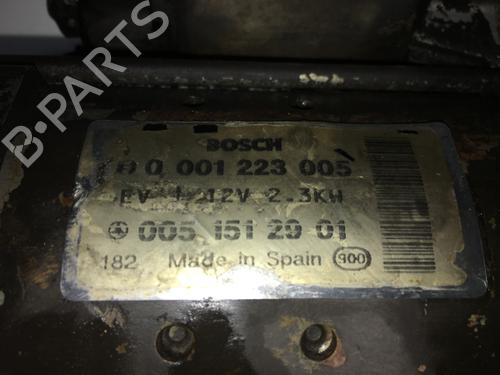 B-PARTS
BOSCH
0 001 223 005
EV 12V 2.3KW
005 151 29 01
182 Made in Spain 900